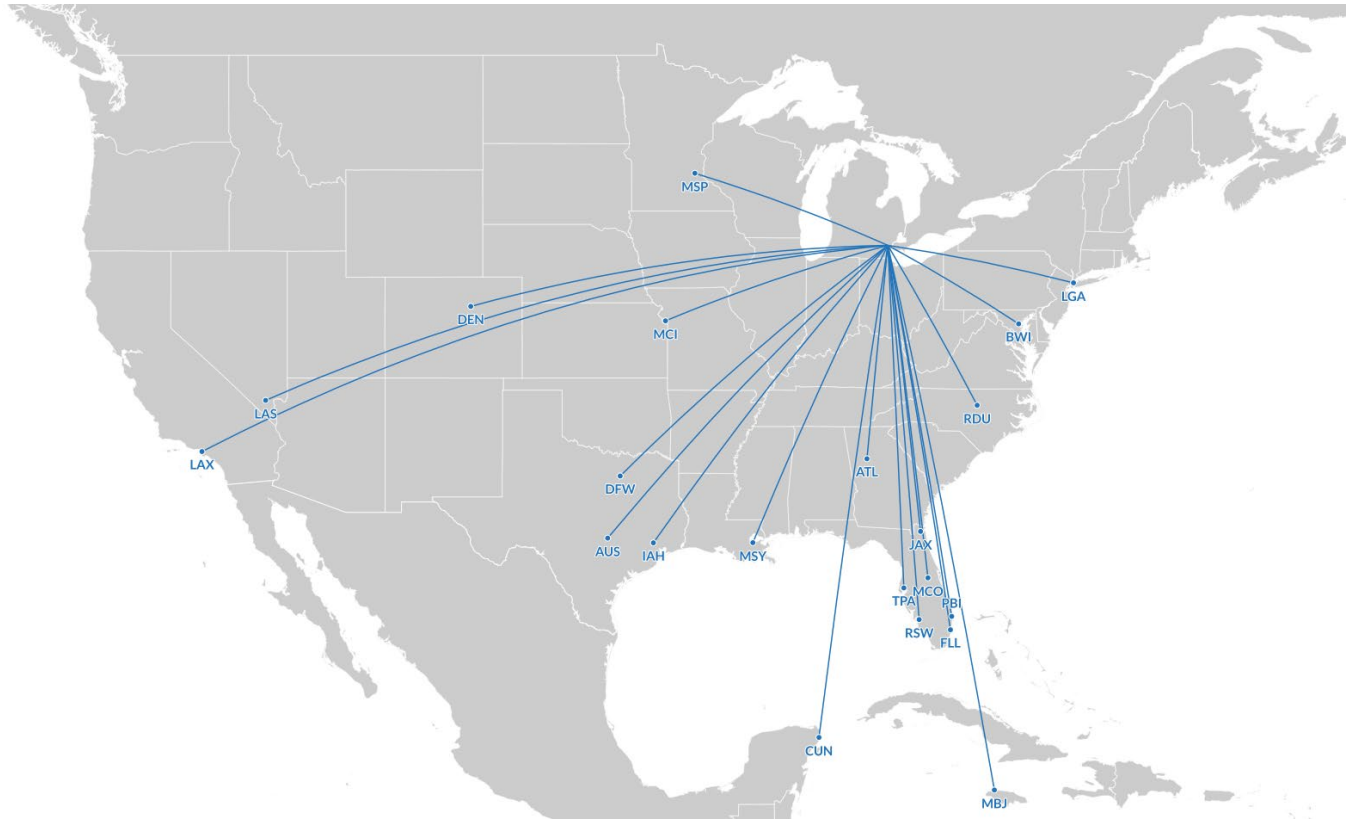 MSP
LGA
DEN
MCI
BWI
LAS
RDU
LAX
ATL
DFW
AUS
IAH
MSY
JAX
MCO
TPA
PBI
RSW
FLL
CUN
MBJ